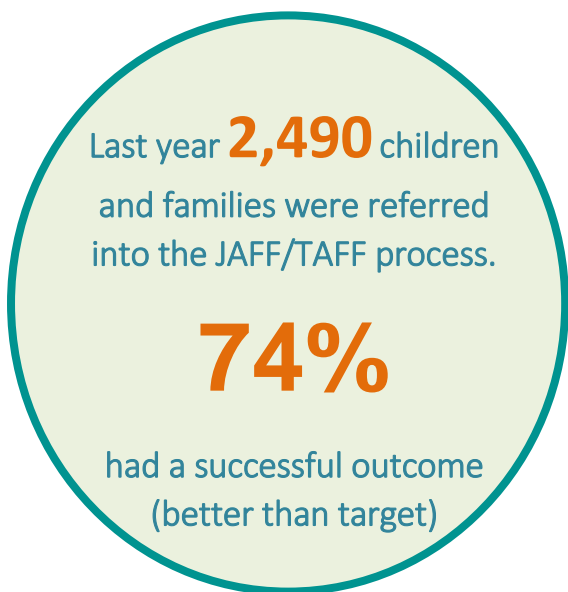 Last year 2,490 children
and families were referred
into the JAFF/TAFF process.
74%
had a successful outcome
(better than target)